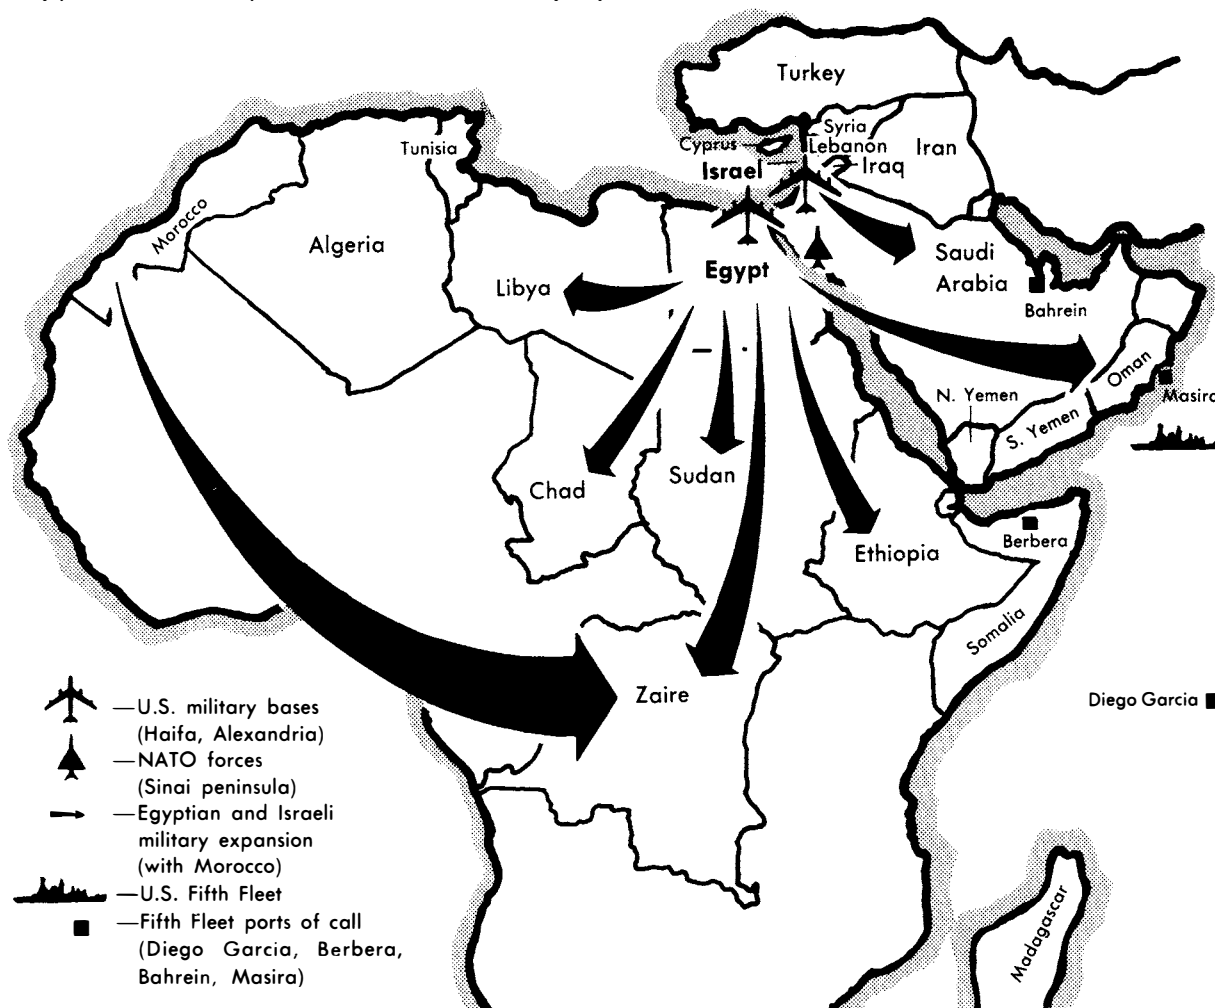 Turkey
Syria
Cyprus
Lebanon
Iran
Israel
Iraq
Tunisia
Morocco
Algeria
Libya
Egypt
Saudi
Arabia
Bahrein
Oman
Masira
N. Yemen
S. Yemen
Chad
Sudan
Ethiopia
Berbera
Somalia
Zaire
Diego Garcia
Madagascar
—U.S. military bases
(Haifa, Alexandria)
—NATO forces
(Sinai peninsula)
—Egyptian and Israeli
military expansion
(with Morocco)
—U.S. Fifth Fleet
—Fifth Fleet ports of call
(Diego Garcia, Berbera,
Bahrein, Masira)